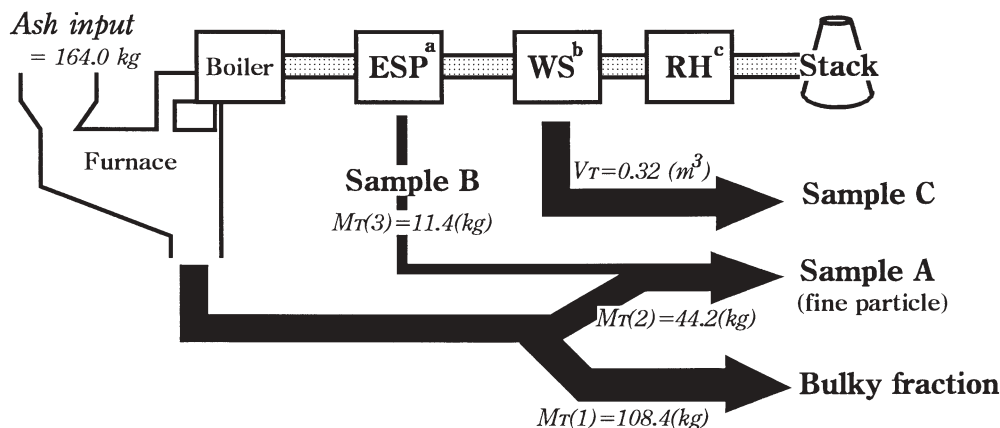 Ash input
= 164.0 kg
Boiler
ESPᵃ
WSᵇ
RHᶜ
Stack
Furnace
Sample B
MT(3)=11.4(kg)
VT=0.32 (m³)
Sample C
Sample A
(fine particle)
MT(2)=44.2(kg)
Bulky fraction
MT(1)=108.4(kg)